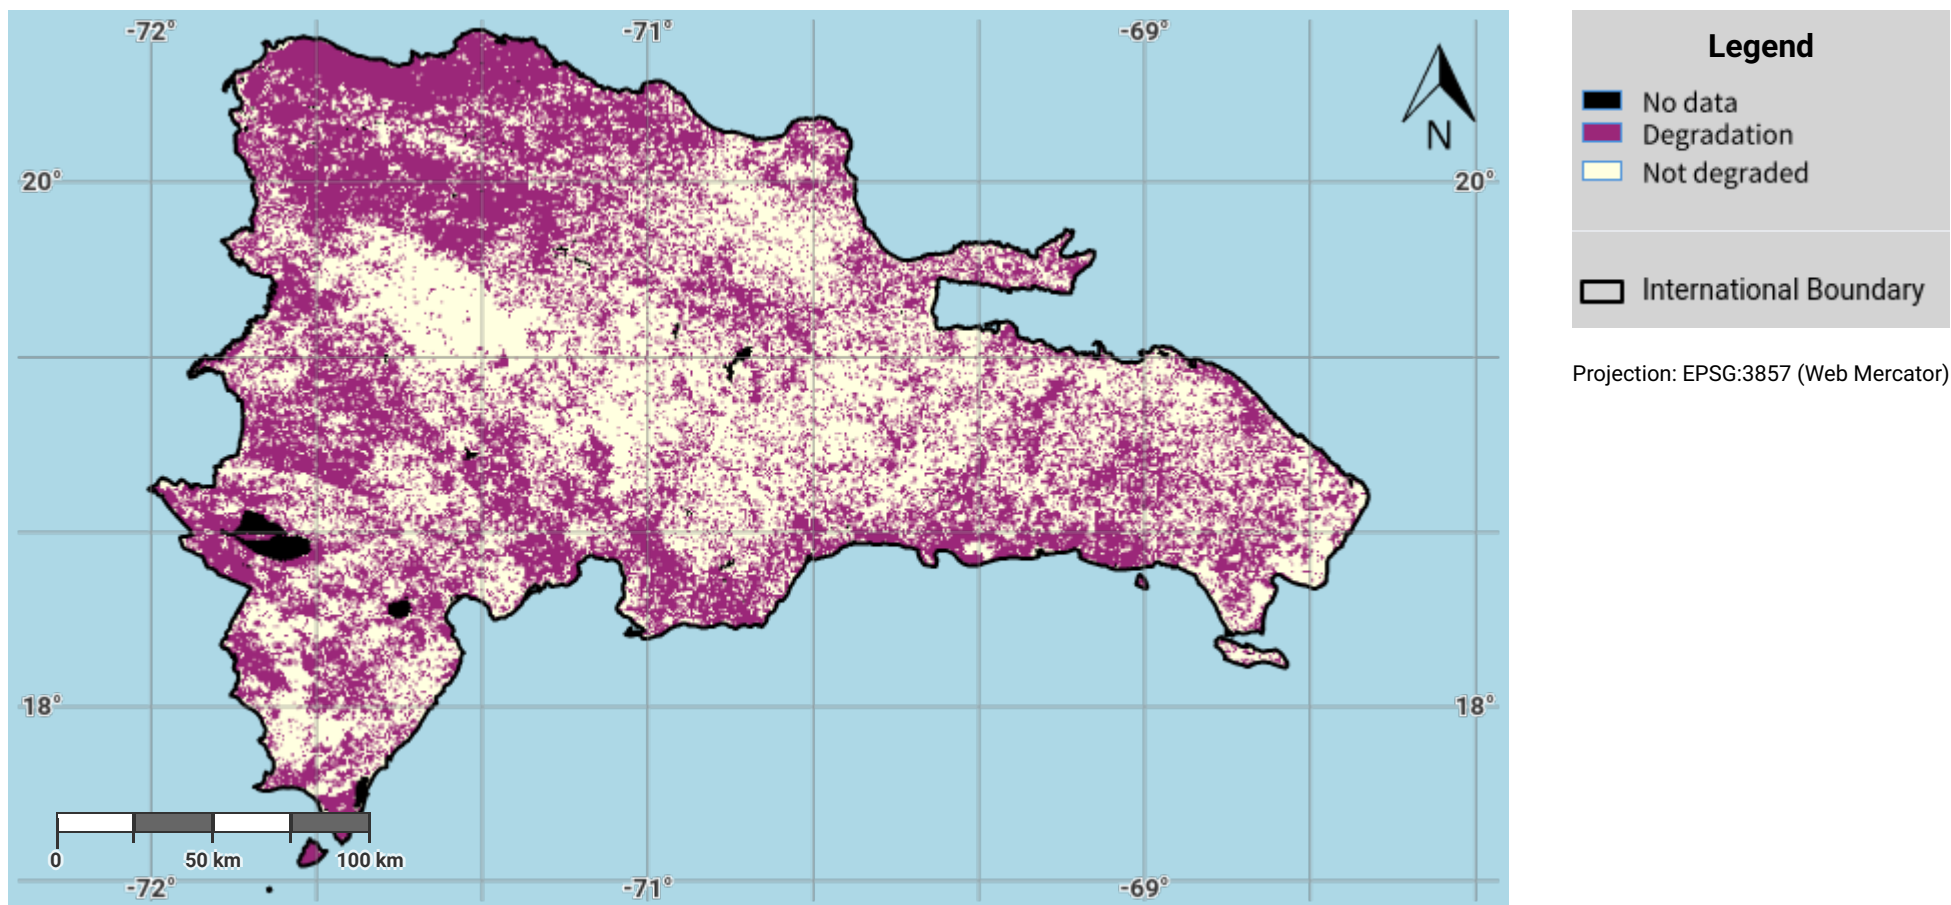 -72° -71° -69°
N
20° 20°
18° 18°
0 50 km 100 km
-72° -71° -69°
Legend
No data
Degradation
Not degraded
International Boundary
Projection: EPSG:3857 (Web Mercator)